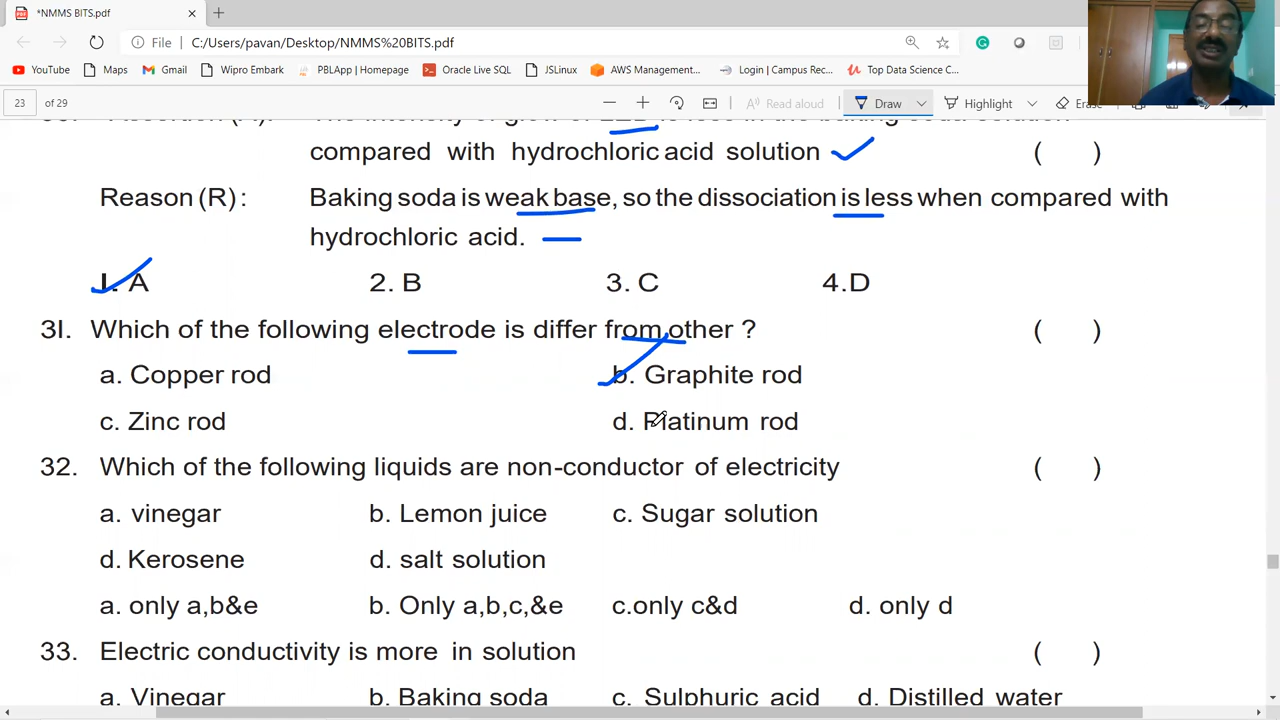 *NMMS BITS.pdf
File C:/Users/pavan/Desktop/NMMS%20BITS.pdf
YouTube Maps Gmail Wipro Embark PBLApp | Homepage Oracle Live SQL JSLinux AWS Management... Login | Campus Rec... Top Data Science C...
23 of 29 Read aloud Draw Highlight Erase
compared with hydrochloric acid solution ( )
Reason (R) : Baking soda is weak base, so the dissociation is less when compared with
hydrochloric acid.
1. A 2. B 3. C 4.D
3I. Which of the following electrode is differ from other ? ( )
a. Copper rod b. Graphite rod
c. Zinc rod d. Platinum rod
32. Which of the following liquids are non-conductor of electricity ( )
a. vinegar b. Lemon juice c. Sugar solution
d. Kerosene d. salt solution
a. only a,b&e b. Only a,b,c,&e c.only c&d d. only d
33. Electric conductivity is more in solution ( )
a. Vinegar b. Baking soda c. Sulphuric acid d. Distilled water